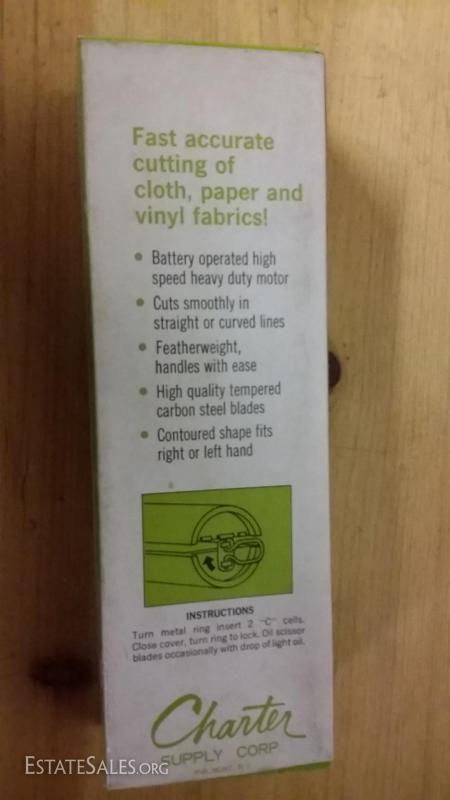 Fast accurate
cutting of
cloth, paper and
vinyl fabrics!
• Battery operated high
speed heavy duty motor
• Cuts smoothly in
straight or curved lines
• Featherweight,
handles with ease
• High quality tempered
carbon steel blades
• Contoured shape fits
right or left hand
INSTRUCTIONS
Turn metal ring insert 2 "C" cells.
Close cover, turn ring to lock. Oil scissor
blades occasionally with drop of light oil.
Charter
SUPPLY CORP
ESTATESALES.ORG